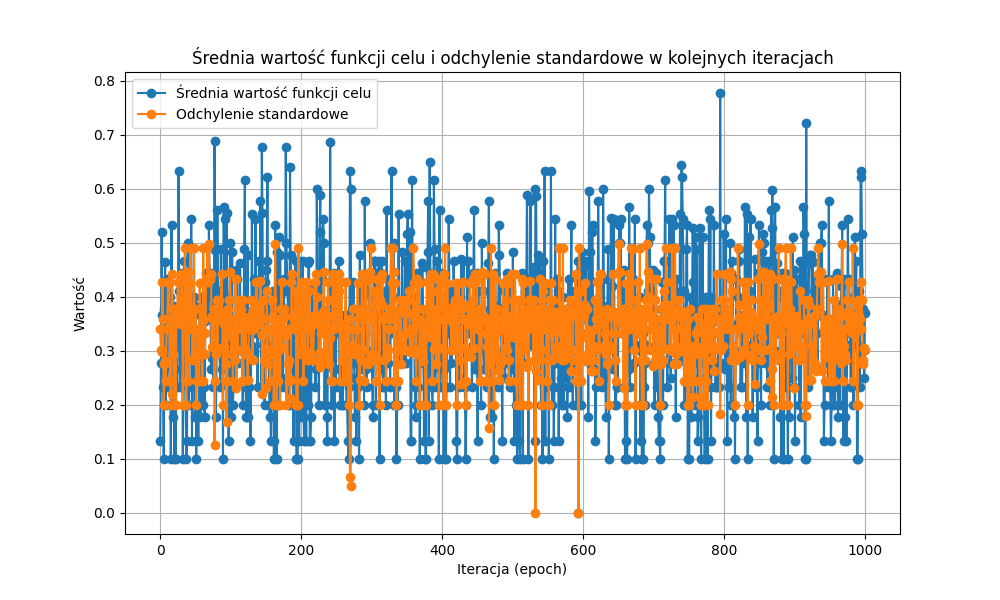 Średnia wartość funkcji celu i odchylenie standardowe w kolejnych iteracjach
Średnia wartość funkcji celu
Odchylenie standardowe
Wartość
0.8
0.7
0.6
0.5
0.4
0.3
0.2
0.1
0.0
0 200 400 600 800 1000
Iteracja (epoch)